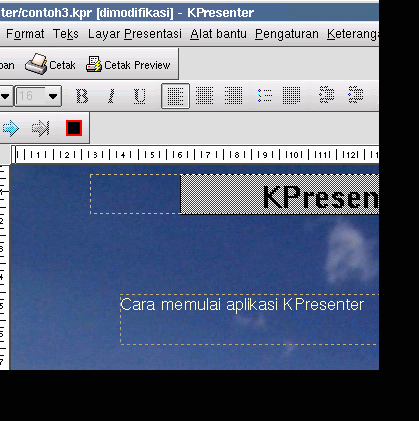 ter/contoh3.kpr [dimodifikasi] - KPresenter
Format Teks Layar Presentasi Alat bantu Pengaturan Keteranga
pan Cetak Cetak Preview
16 B I U
1 2 3 4 5 6 7 8 9 10 11 12 1
KPresen
Cara memulai aplikasi KPresenter